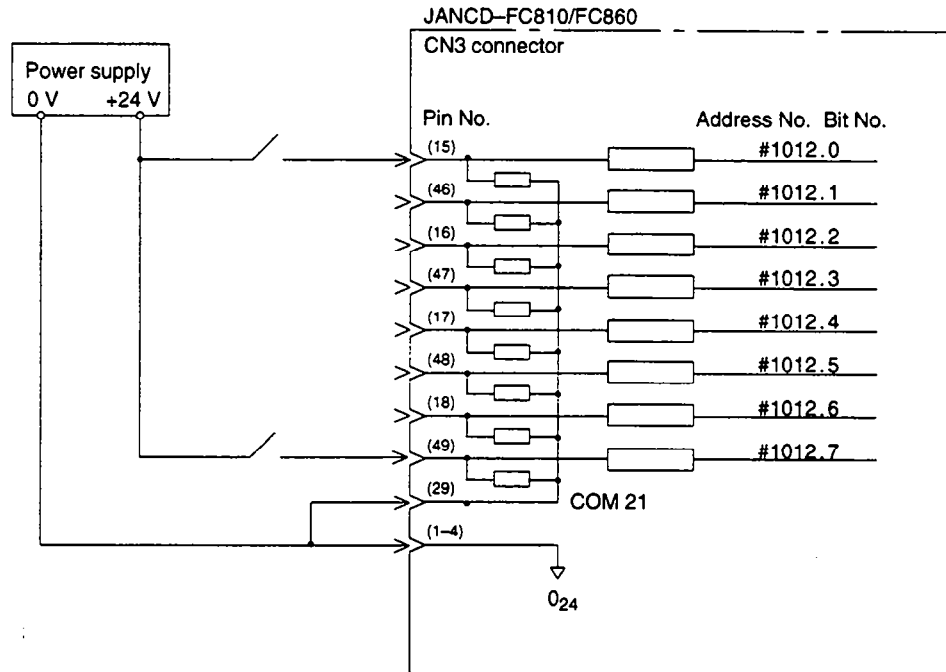 JANCD–FC810/FC860
CN3 connector
Power supply
0 V +24 V
Pin No. Address No. Bit No.
(15) #1012.0
(46) #1012.1
(16) #1012.2
(47) #1012.3
(17) #1012.4
(48) #1012.5
(18) #1012.6
(49) #1012.7
(29) COM 21
(1–4)
024